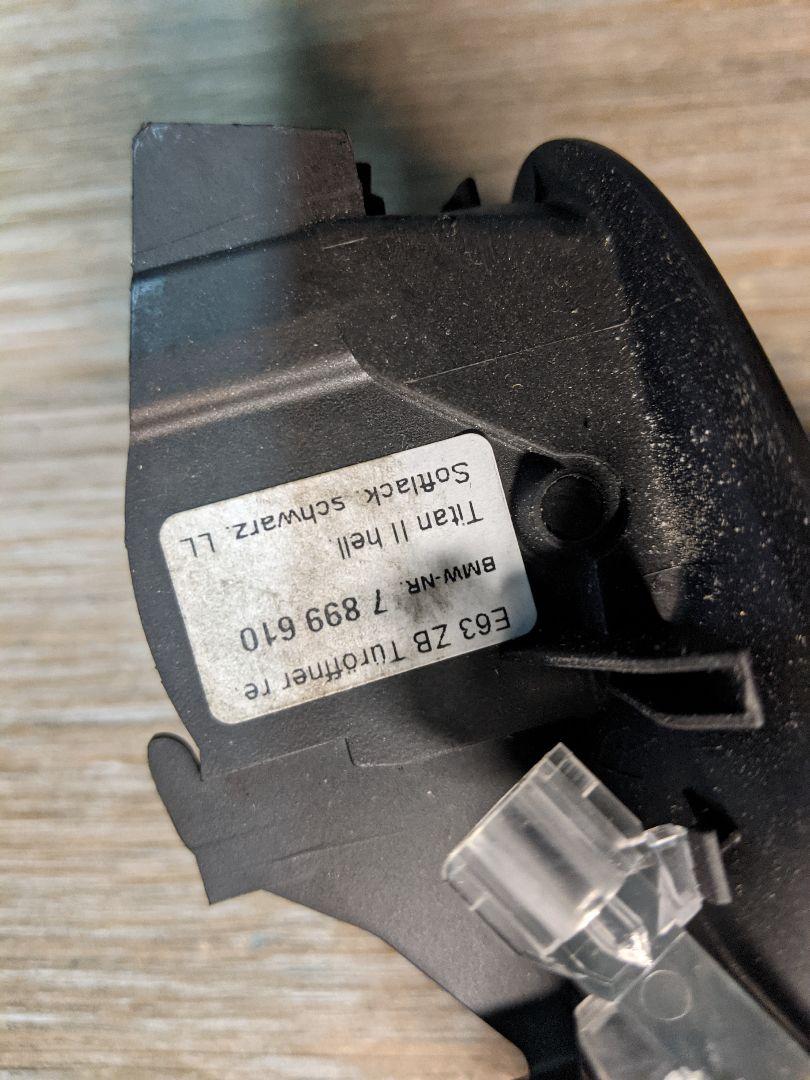 E63 ZB Türöffner re.
BMW-NR. 7 899 610
Titan II hell.
Softlack. schwarz. LL